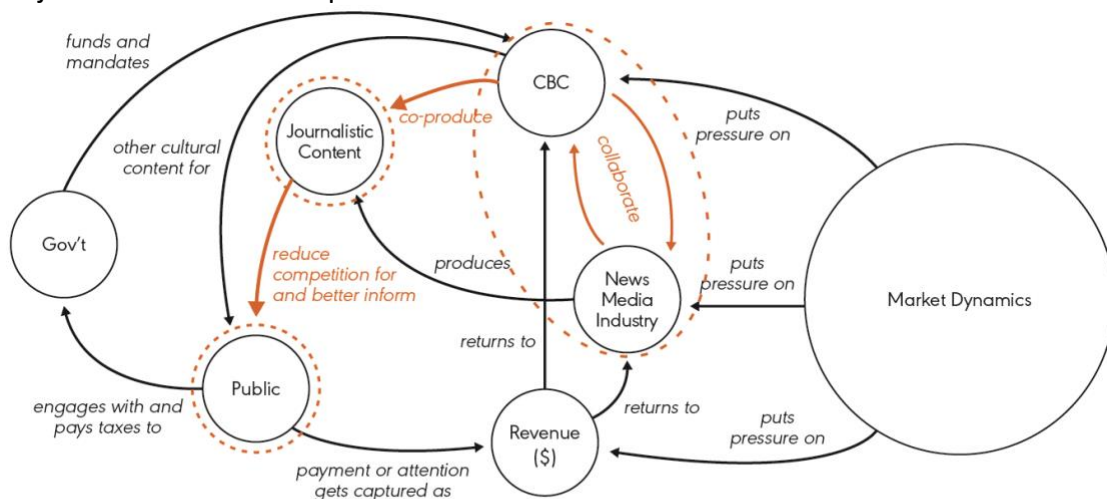 funds and
mandates
CBC
co-produce
Journalistic
Content
puts
pressure on
other cultural
content for
collaborate
Gov't
reduce
competition for
and better inform
produces
News
Media
Industry
puts
pressure on
Market Dynamics
returns to
Public
engages with and
pays taxes to
returns to
Revenue
($)
puts
pressure on
payment or attention
gets captured as